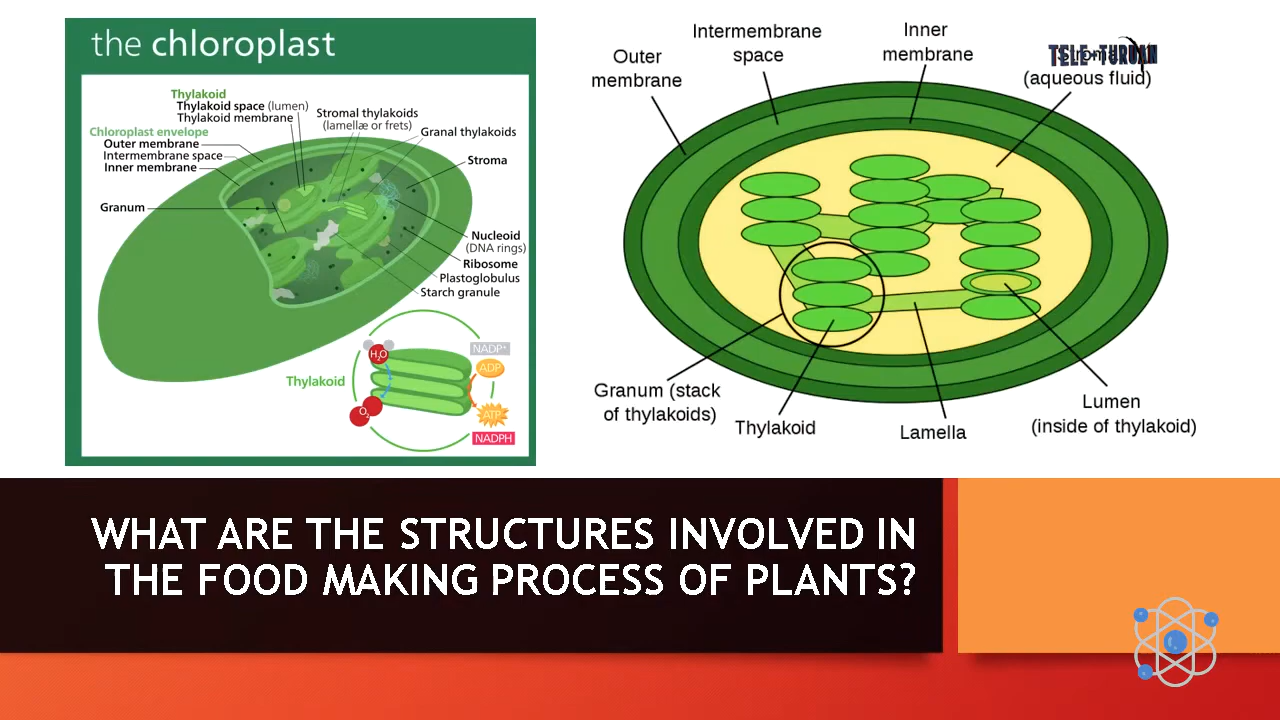 the chloroplast
Thylakoid
Thylakoid space (lumen)
Thylakoid membrane
Chloroplast envelope
Outer membrane
Intermembrane space
Inner membrane
Granum
Stromal thylakoids
(lamellæ or frets)
Granal thylakoids
Stroma
Nucleoid
(DNA rings)
Ribosome
Plastoglobulus
Starch granule
Thylakoid
H₂O
O₂
NADP⁺
ADP
ATP
NADPH
Outer
membrane
Intermembrane
space
Inner
membrane
(aqueous fluid)
Granum (stack
of thylakoids)
Thylakoid
Lamella
Lumen
(inside of thylakoid)
WHAT ARE THE STRUCTURES INVOLVED IN
THE FOOD MAKING PROCESS OF PLANTS?